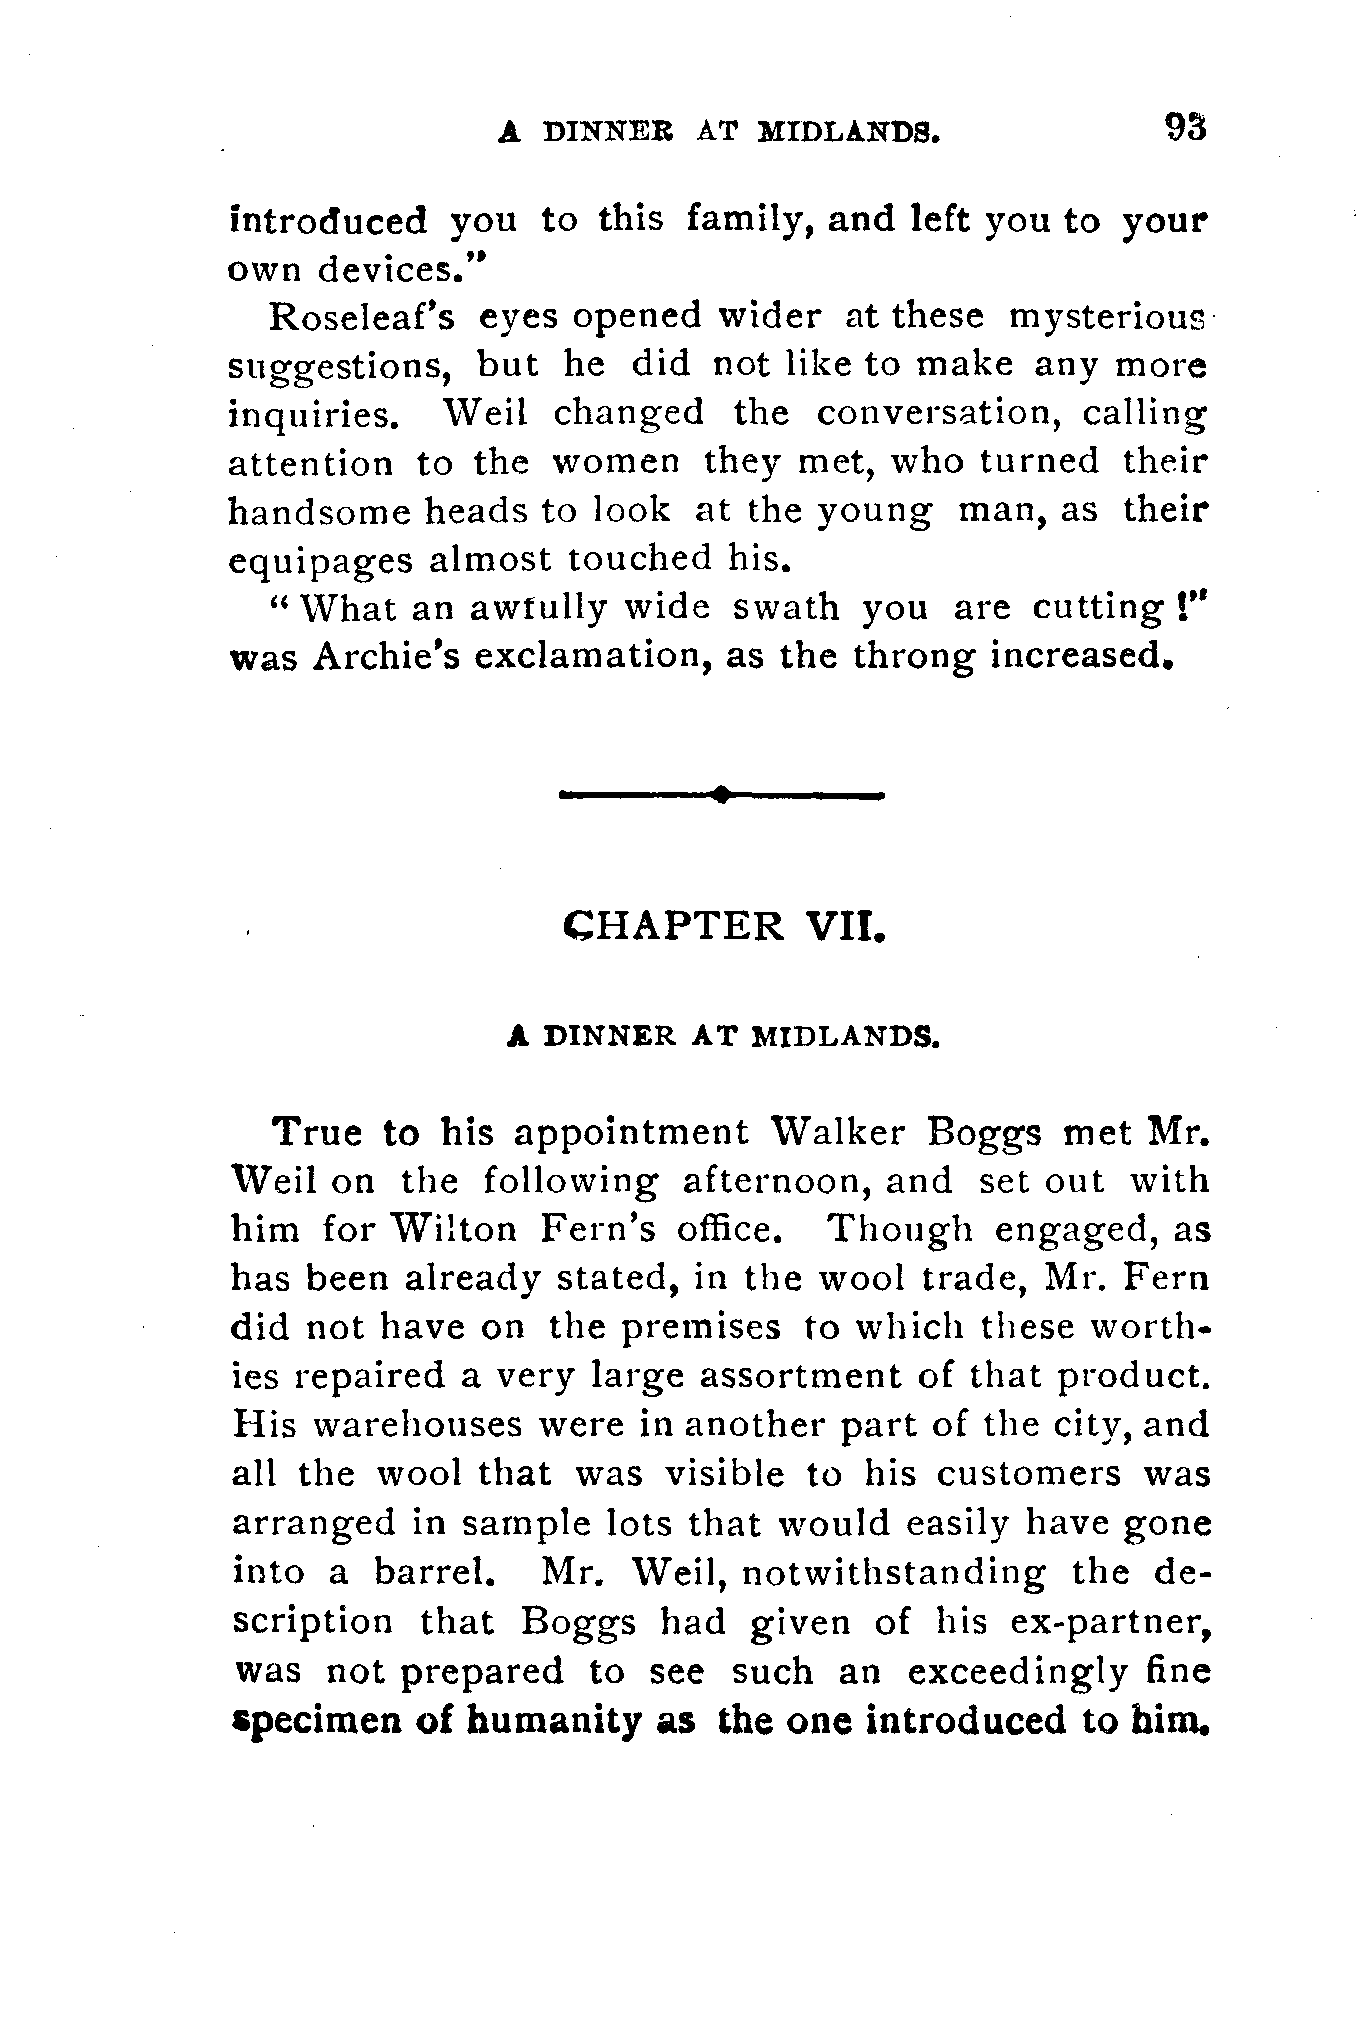 A DINNER AT MIDLANDS. 93
introduced you to this family, and left you to your
own devices."
Roseleaf's eyes opened wider at these mysterious
suggestions, but he did not like to make any more
inquiries. Weil changed the conversation, calling
attention to the women they met, who turned their
handsome heads to look at the young man, as their
equipages almost touched his.
"What an awfully wide swath you are cutting!"
was Archie's exclamation, as the throng increased.
CHAPTER VII.
A DINNER AT MIDLANDS.
True to his appointment Walker Boggs met Mr.
Weil on the following afternoon, and set out with
him for Wilton Fern's office. Though engaged, as
has been already stated, in the wool trade, Mr. Fern
did not have on the premises to which these worth-
ies repaired a very large assortment of that product.
His warehouses were in another part of the city, and
all the wool that was visible to his customers was
arranged in sample lots that would easily have gone
into a barrel. Mr. Weil, notwithstanding the de-
scription that Boggs had given of his ex-partner,
was not prepared to see such an exceedingly fine
specimen of humanity as the one introduced to him.